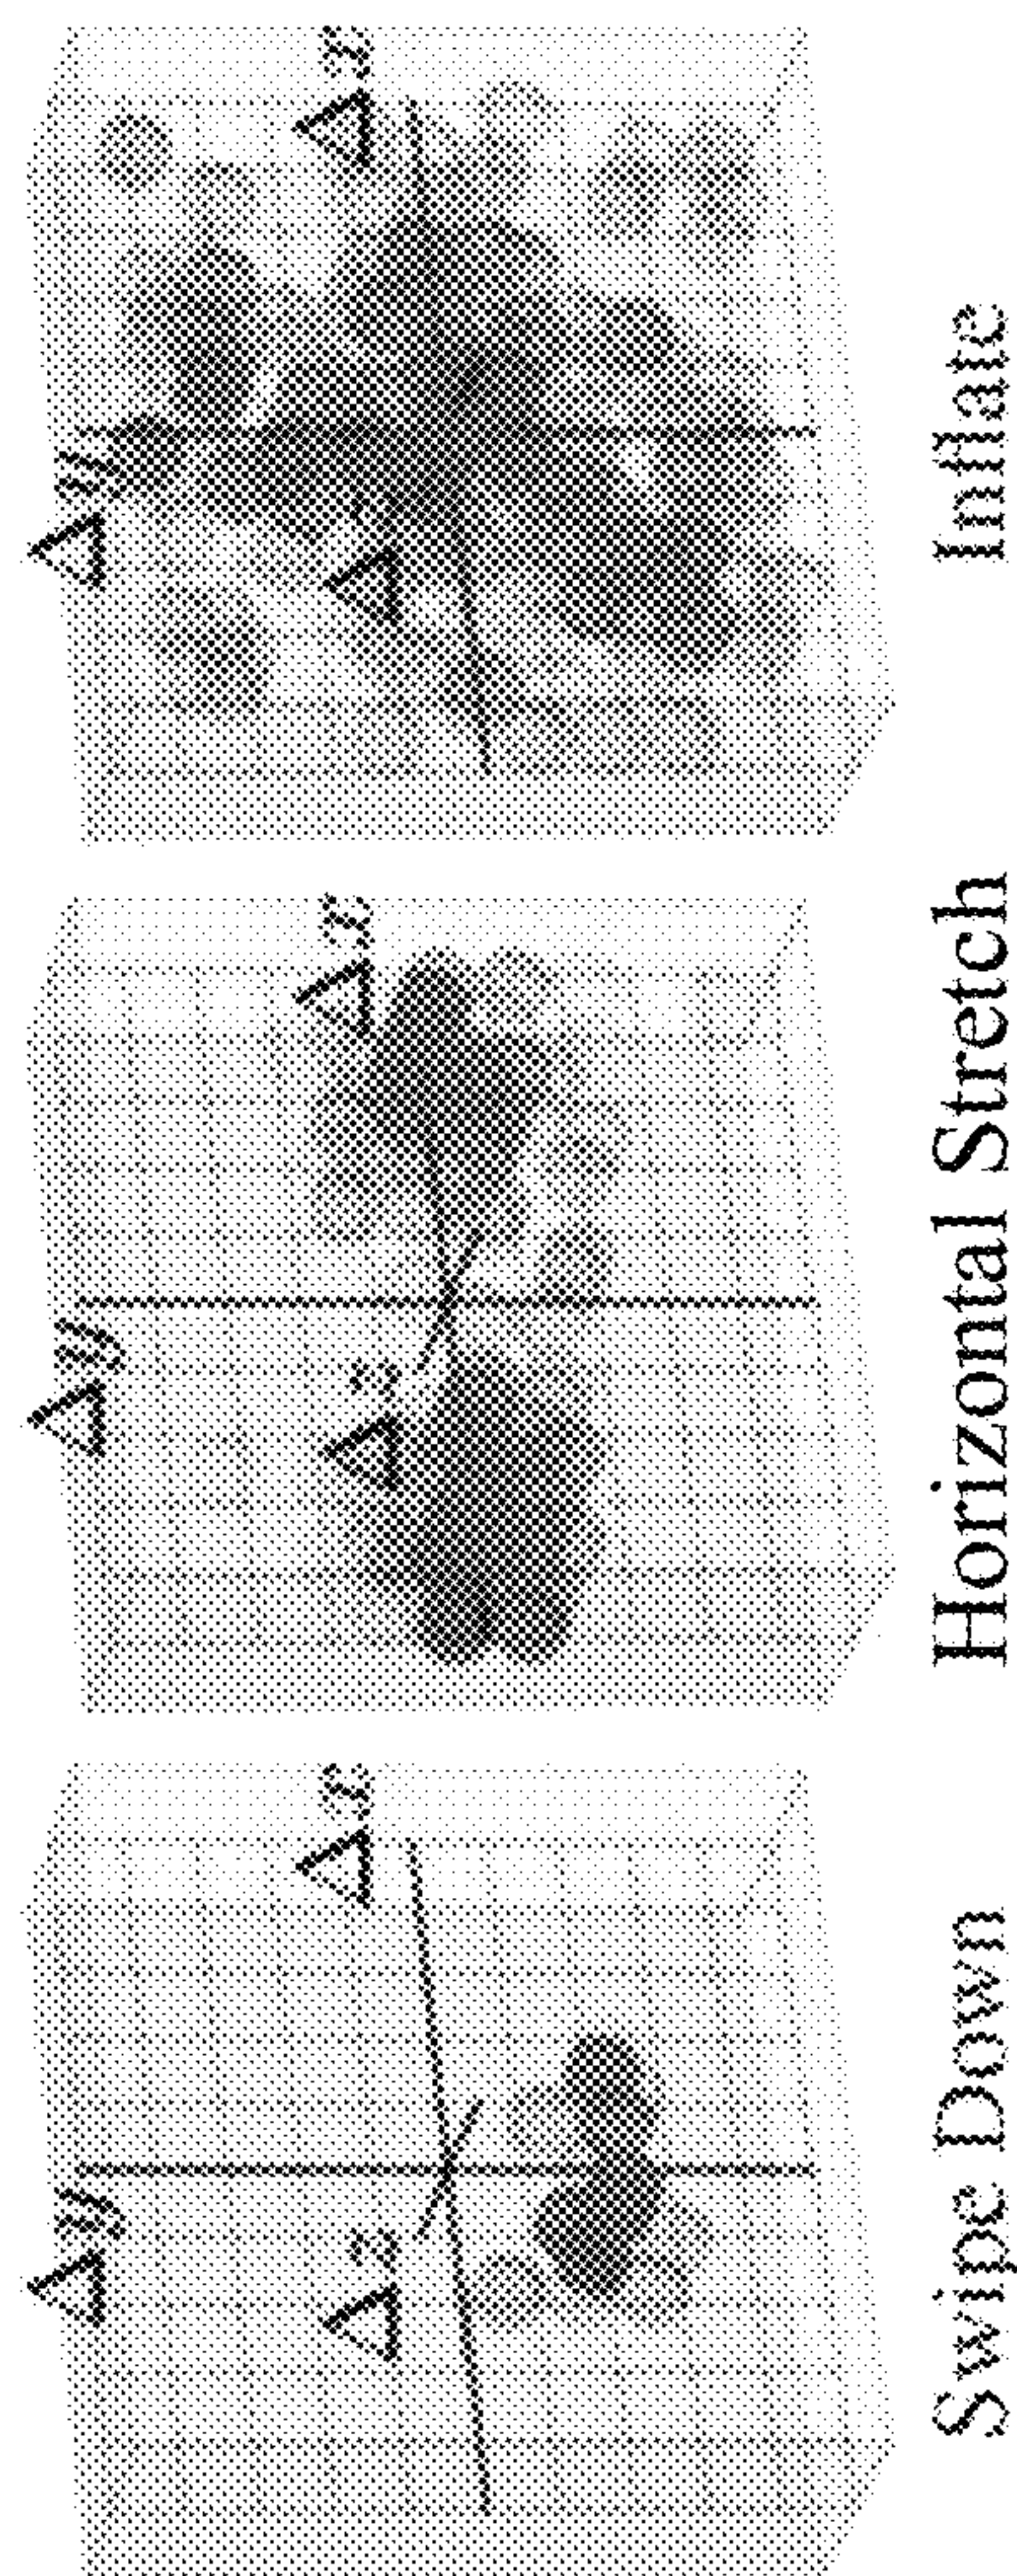 Δy
Δz
Δx
Swipe Down
Δy
Δz
Δx
Horizontal Stretch
Δy
Δz
Δx
Inflate